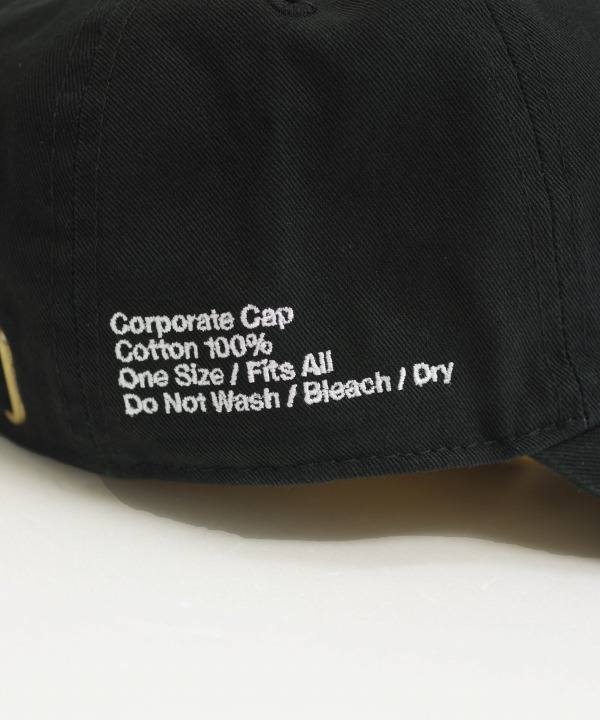 Corporate Cap
Cotton 100%
One Size / Fits All
Do Not Wash / Bleach / Dry